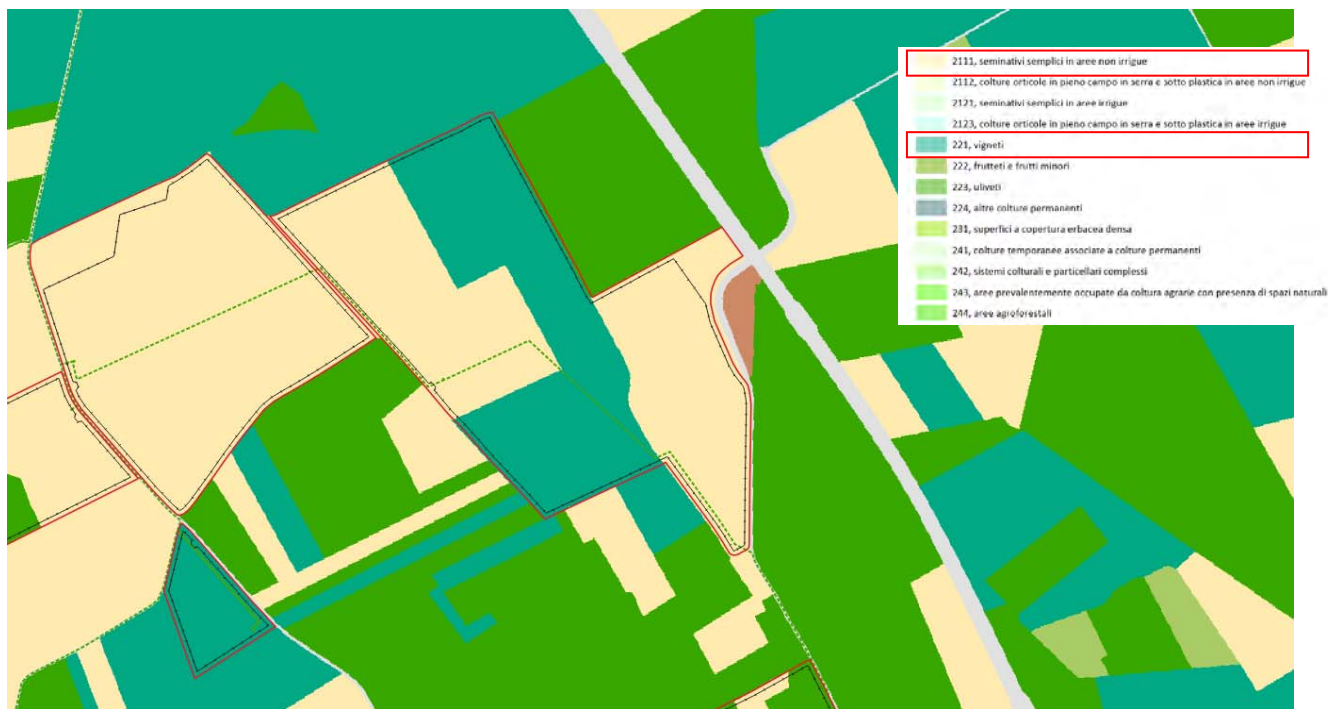 2111, seminativi semplici in aree non irrigue
2112, colture orticole in pieno campo in serra e sotto plastica in aree non irrigue
2121, seminativi semplici in aree irrigue
2123, colture orticole in pieno campo in serra e sotto plastica in aree irrigue
221, vigneti
222, frutteti e frutti minori
223, uliveti
224, altre colture permanenti
231, superfici a copertura erbacea densa
241, colture temporanee associate a colture permanenti
242, sistemi colturali e particellari complessi
243, aree prevalentemente occupate da coltura agrarie con presenza di spazi naturali
244, aree agroforestali